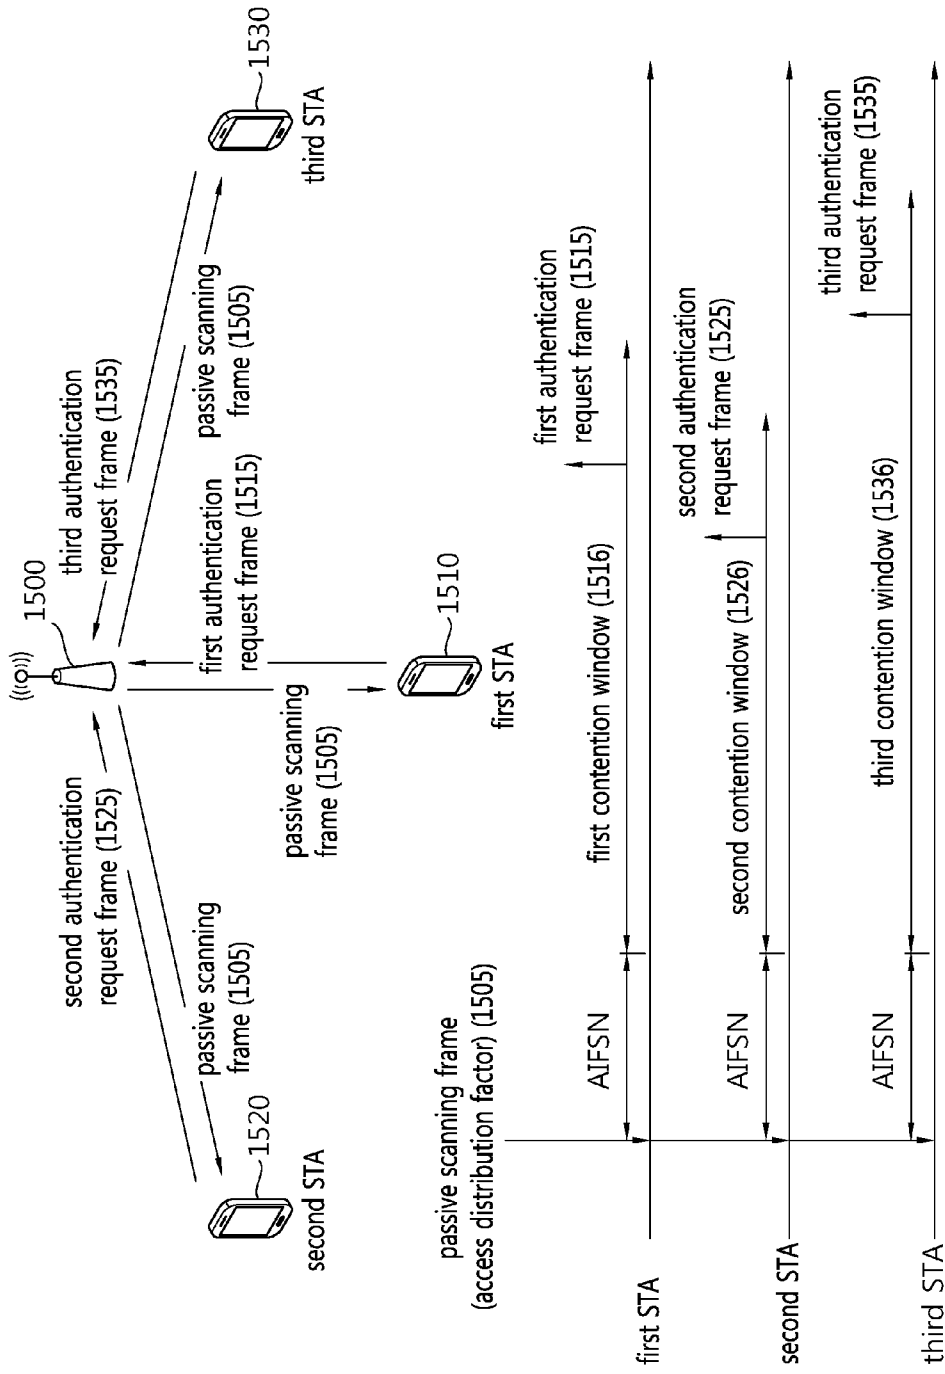 1500
second authentication
request frame (1525)
third authentication
request frame (1535)
1520
second STA
passive scanning
frame (1505)
passive scanning
frame (1505)
first authentication
request frame (1515)
passive scanning
frame (1505)
1530
third STA
1510
first STA
passive scanning frame
(access distribution factor) (1505)
first STA
AIFSN
first contention window (1516)
first authentication
request frame (1515)
second STA
AIFSN
second contention window (1526)
second authentication
request frame (1525)
third STA
AIFSN
third contention window (1536)
third authentication
request frame (1535)